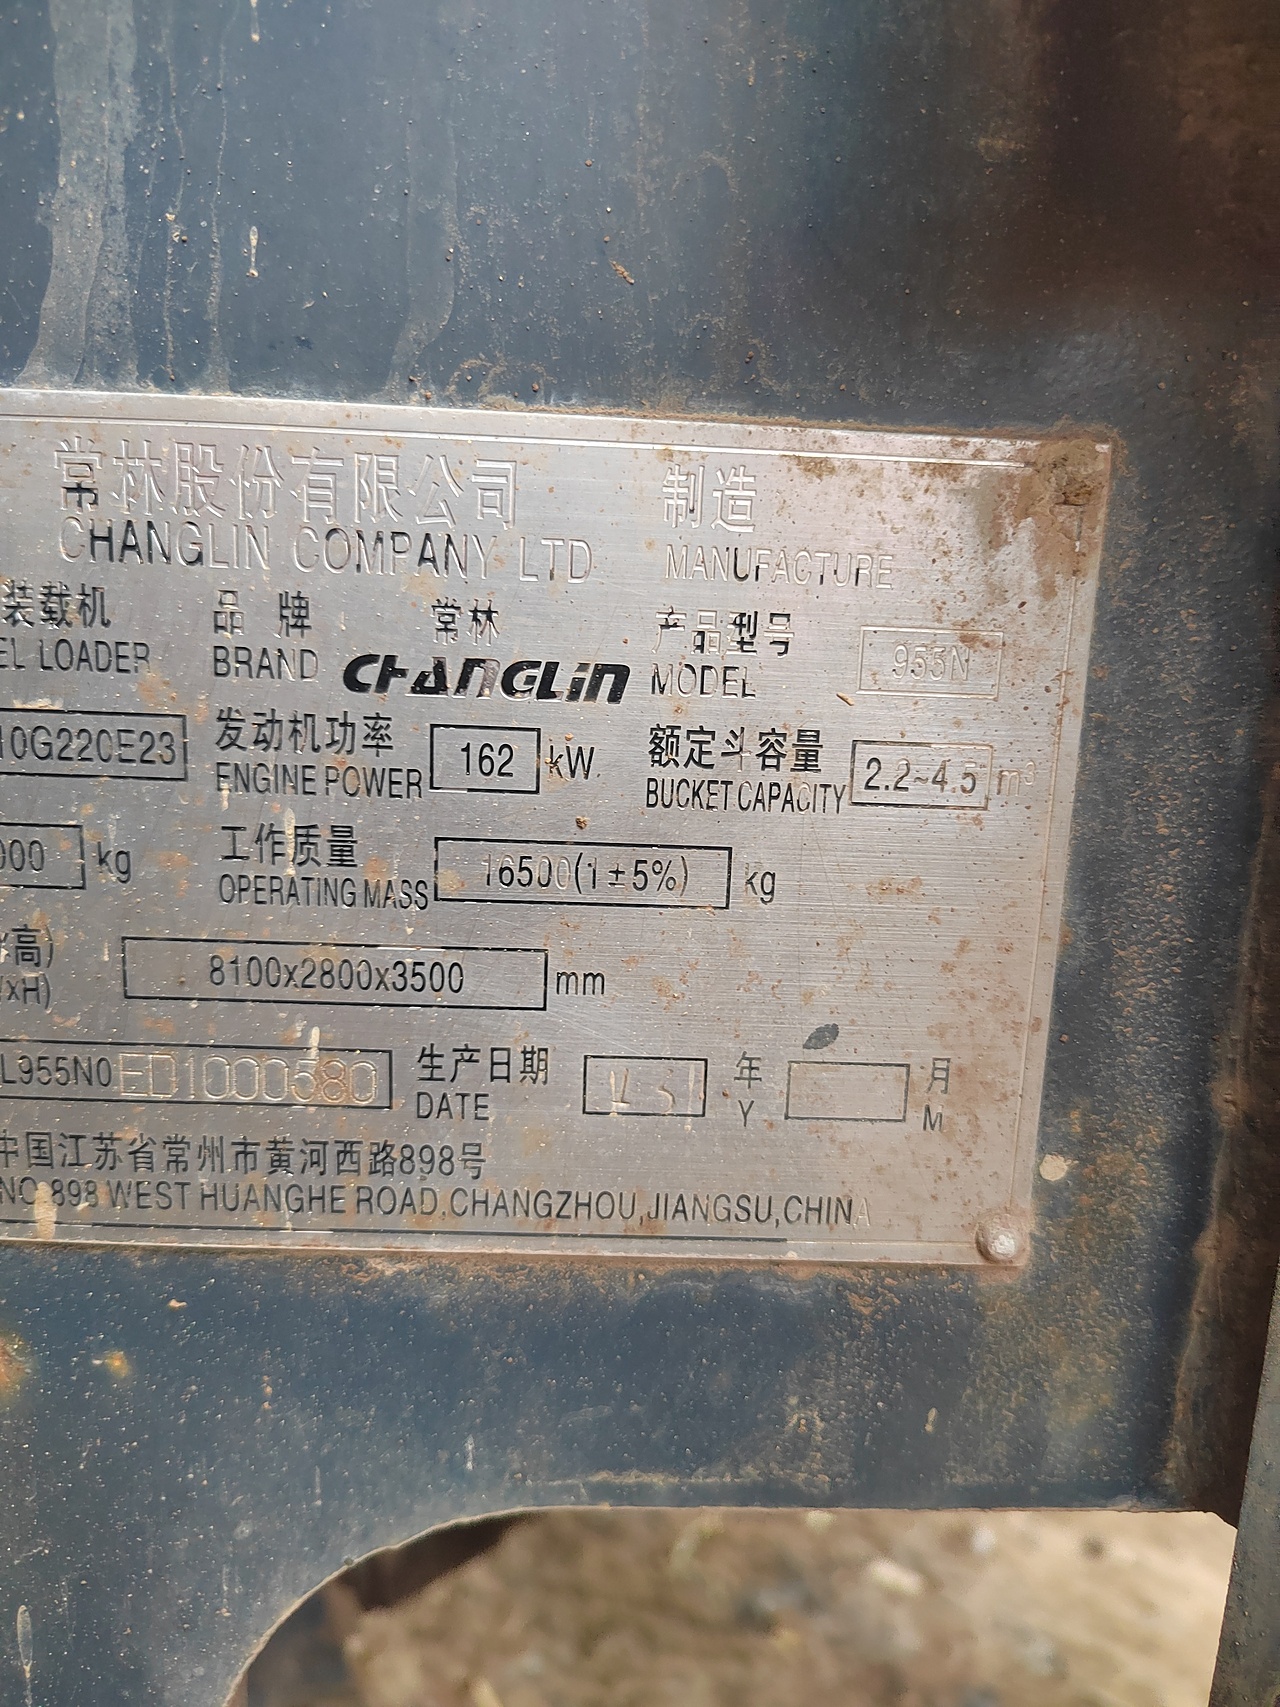 常林股份有限公司 制造
CHANGLIN COMPANY LTD MANUFACTURE
装载机 品 牌 常林 产品型号 955N
EL LOADER BRAND CHANGLIN MODEL
10G220E23 发动机功率 162 kW 额定斗容量 2.2~4.5 m³
ENGINE POWER BUCKET CAPACITY
000 kg 工作质量 16500(1±5%) kg
OPERATING MASS
高) 8100x2800x3500 mm
xH)
L955N0ED1000580 生产日期 年 月
DATE Y M
中国江苏省常州市黄河西路898号
NO 898 WEST HUANGHE ROAD.CHANGZHOU,JIANGSU,CHINA